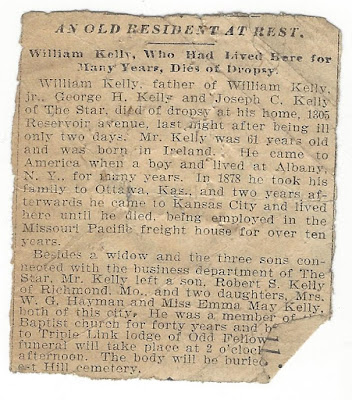 AN OLD RESIDENT AT REST.
William Kelly, Who Had Lived Here for
Many Years, Dies of Dropsy.
William Kelly, father of William Kelly,
jr., George H. Kelly and Joseph C. Kelly
of The Star, died of dropsy at his home, 1305
Reservoir avenue, last night after being ill
only two days. Mr. Kelly was 61 years old
and was born in Ireland. He came to
America when a boy and lived at Albany,
N. Y., for many years. In 1878 he took his
family to Ottawa, Kas., and two years af-
terwards he came to Kansas City and lived
here until he died, being employed in the
Missouri Pacific freight house for over ten
years.
Besides a widow and the three sons con-
nected with the business department of The
Star, Mr. Kelly left a son, Robert S. Kelly
of Richmond, Mo., and two daughters, Mrs.
W. G. Hayman and Miss Emma May Kelly,
both of this city. He was a member of
Baptist church for forty years and
to Triple Link lodge of Odd Fellow
funeral will take place at 2 o'clock
afternoon. The body will be buried
Hill cemetery.